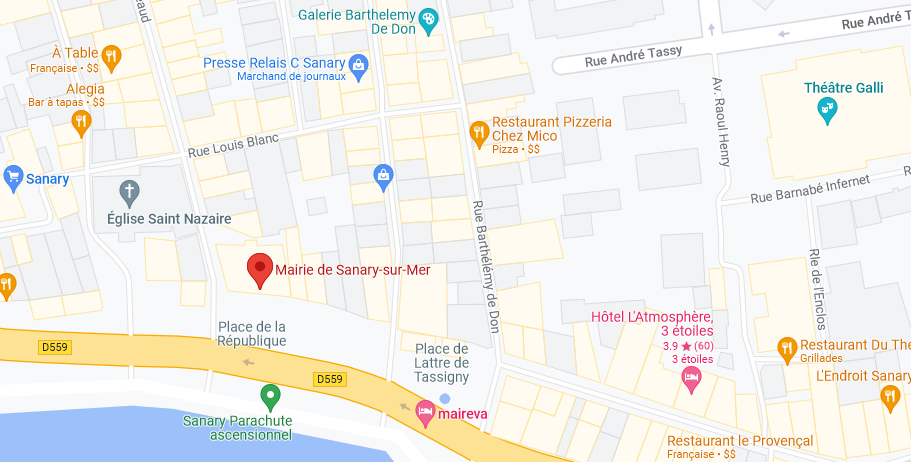 Galerie Barthelemy
De Don
Rue André T
Rue André Tassy
À Table
Française • $$
Presse Relais C Sanary
Marchand de journaux
Alegia
Bar à tapas • $$
Théâtre Galli
Av. Raoul Henry
Restaurant Pizzeria
Chez Mico
Pizza • $$
Rue Louis Blanc
Sanary
Église Saint Nazaire
Rue Barnabé Infernet
R
Rue Barthélémy de Don
Mairie de Sanary-sur-Mer
Rle de l'Enclos
Hôtel L'Atmosphère,
3 étoiles
3.9 ★ (60)
3 étoiles
Place de la
République
D559
Place de
Lattre de
Tassigny
Restaurant Du The
Grillades
D559
L'Endroit Sanary
Sanary Parachute
ascensionnel
maireva
Restaurant le Provençal
Française • $$